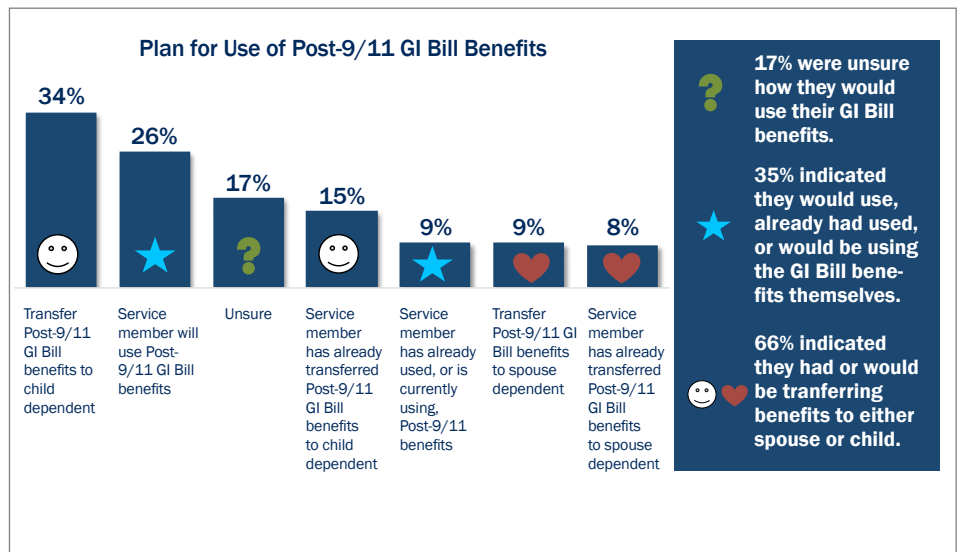 Plan for Use of Post-9/11 GI Bill Benefits
34%
26%
17%
15%
9%
9%
8%
Transfer
Post-9/11
GI Bill
benefits to
child
dependent
Service
member will
use Post-
9/11 GI Bill
benefits
Unsure
Service
member
has already
transferred
Post-9/11
GI Bill
benefits
to child
dependent
Service
member
has already
used, or is
currently
using,
Post-9/11
benefits
Transfer
Post-9/11 GI
Bill benefits
to spouse
dependent
Service
member
has already
transferred
Post-9/11
GI Bill
benefits
to spouse
dependent
17% were unsure
how they would
use their GI Bill
benefits.
35% indicated
they would use,
already had used,
or would be using
the GI Bill bene-
fits themselves.
66% indicated
they had or would
be tranferring
benefits to either
spouse or child.